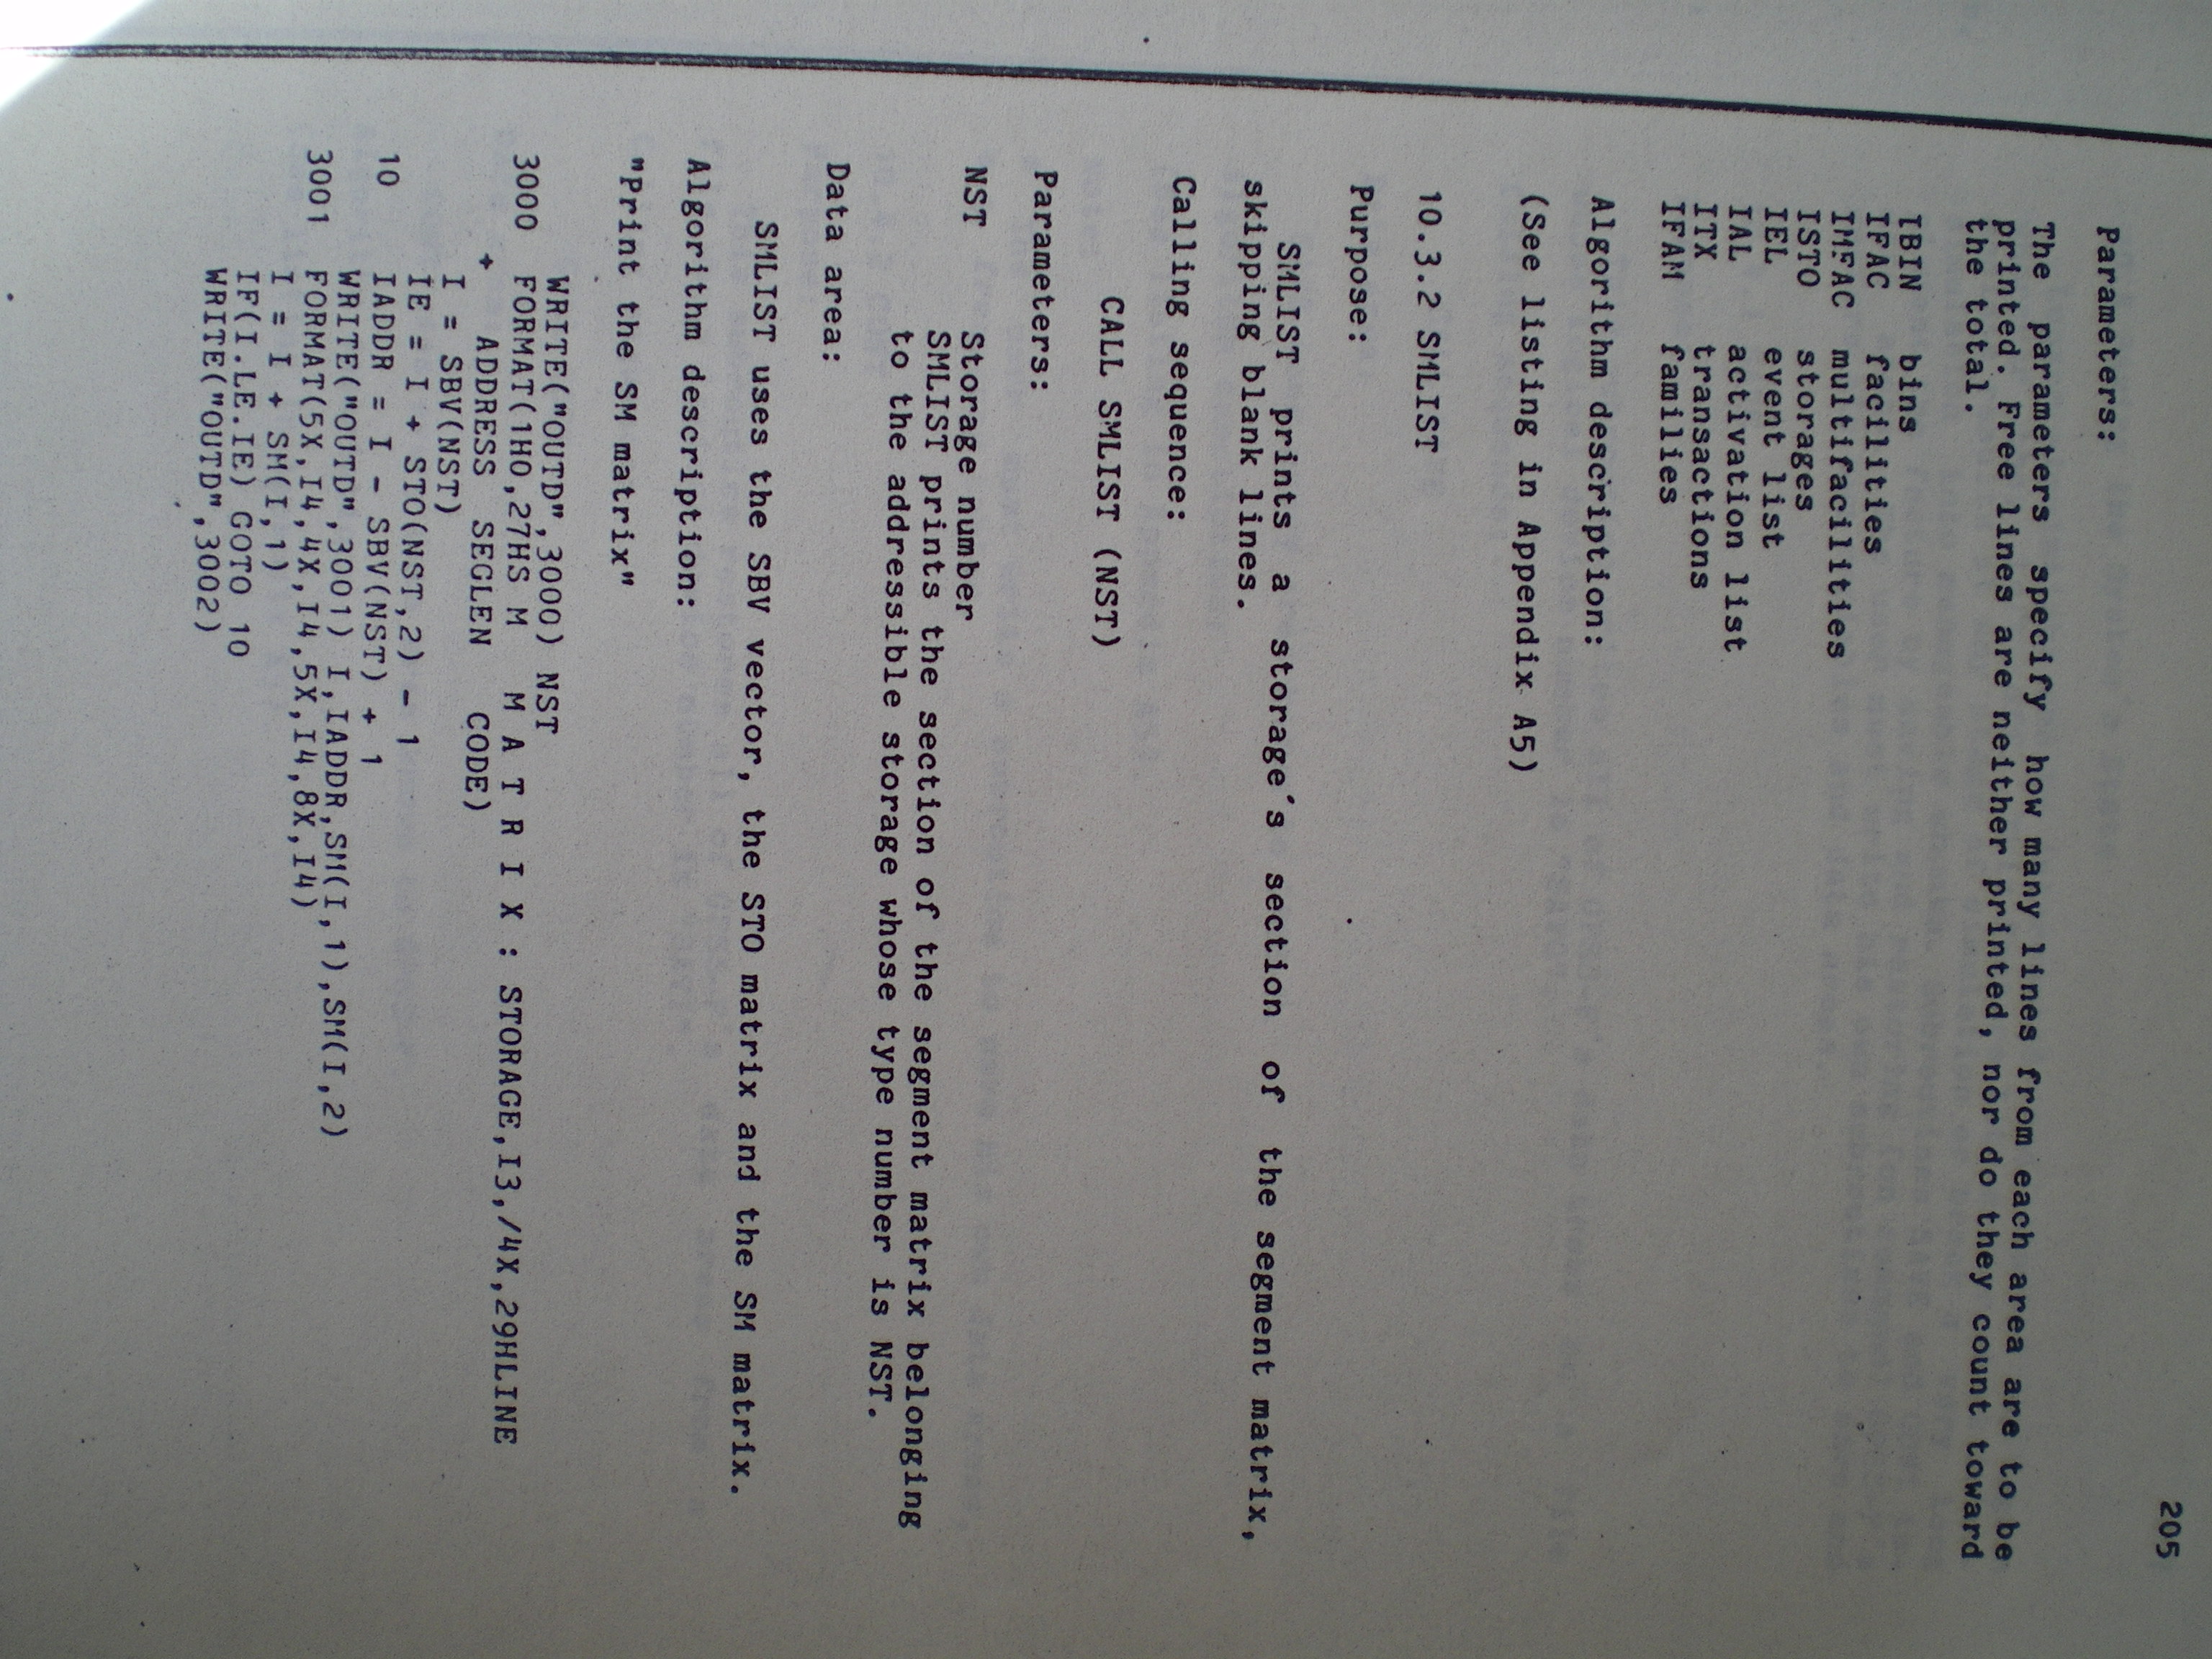 205
Parameters:
The parameters specify how many lines from each area are to be
printed. Free lines are neither printed, nor do they count toward
the total.
IBIN bins
IFAC facilities
IMFAC multifacilities
ISTO storages
IEL event list
IAL activation list
ITX transactions
IFAM families
Algorithm description:
(See listing in Appendix A5)
10.3.2 SMLIST
Purpose:
SMLIST prints a storage's section of the segment matrix,
skipping blank lines.
Calling sequence:
CALL SMLIST (NST)
Parameters:
NST Storage number
SMLIST prints the section of the segment matrix belonging
to the addressible storage whose type number is NST.
Data area:
SMLIST uses the SBV vector, the STO matrix and the SM matrix.
Algorithm description:
"Print the SM matrix"
WRITE("OUTD",3000) NST
3000 FORMAT(1H0,27HS M   M A T R I X : STORAGE,I3,/4X,29HLINE
+ ADDRESS  SEGLEN   CODE)
I = SBV(NST)
IE = I + STO(NST,2) - 1
10 IADDR = I - SBV(NST) + 1
WRITE("OUTD",3001) I,IADDR,SM(I,1),SM(I,2)
3001 FORMAT(5X,I4,4X,I4,5X,I4,8X,I4)
I = I + SM(I,1)
IF(I.LE.IE) GOTO 10
WRITE("OUTD",3002)